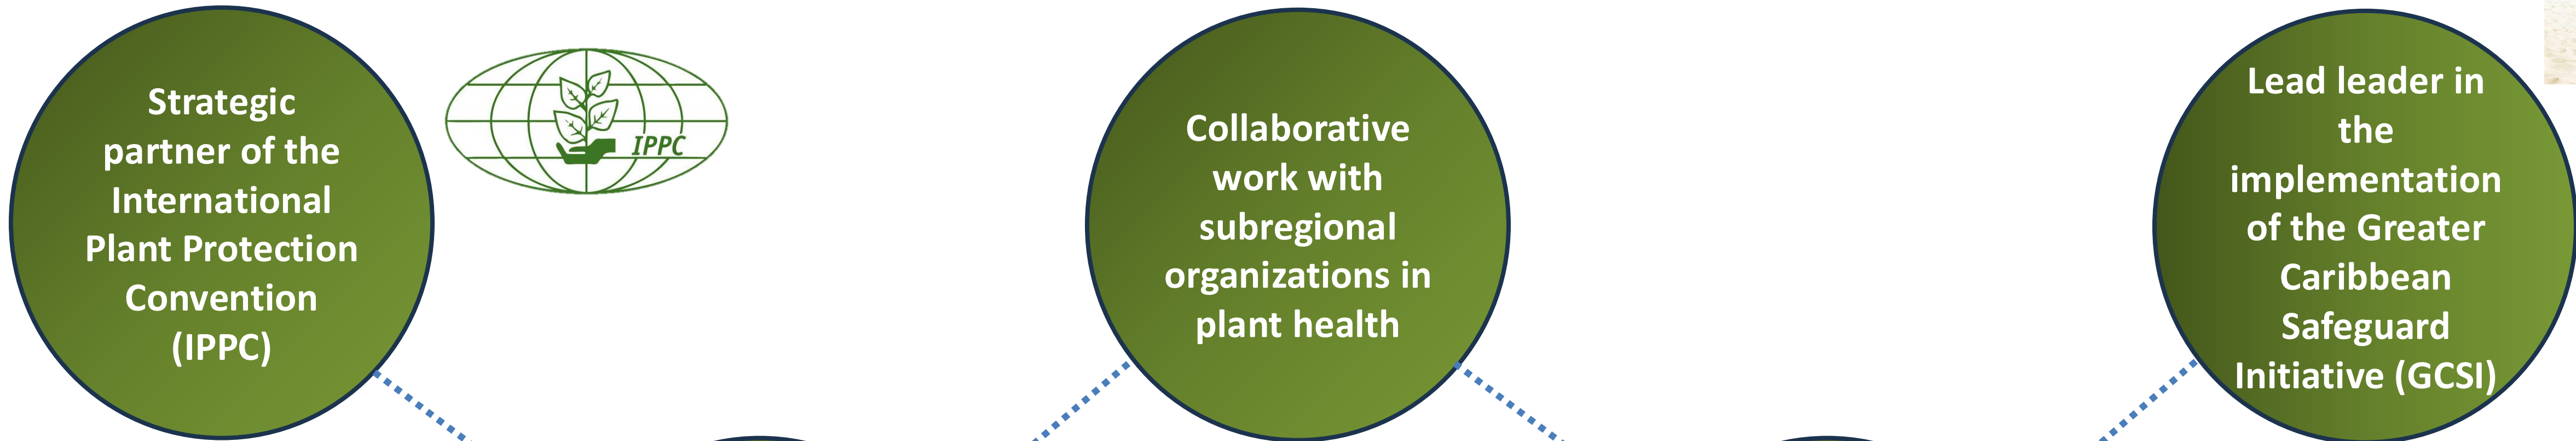 Strategic
partner of the
International
Plant Protection
Convention
(IPPC)
IPPC
Collaborative
work with
subregional
organizations in
plant health
Lead leader in
the
implementation
of the Greater
Caribbean
Safeguard
Initiative (GCSI)